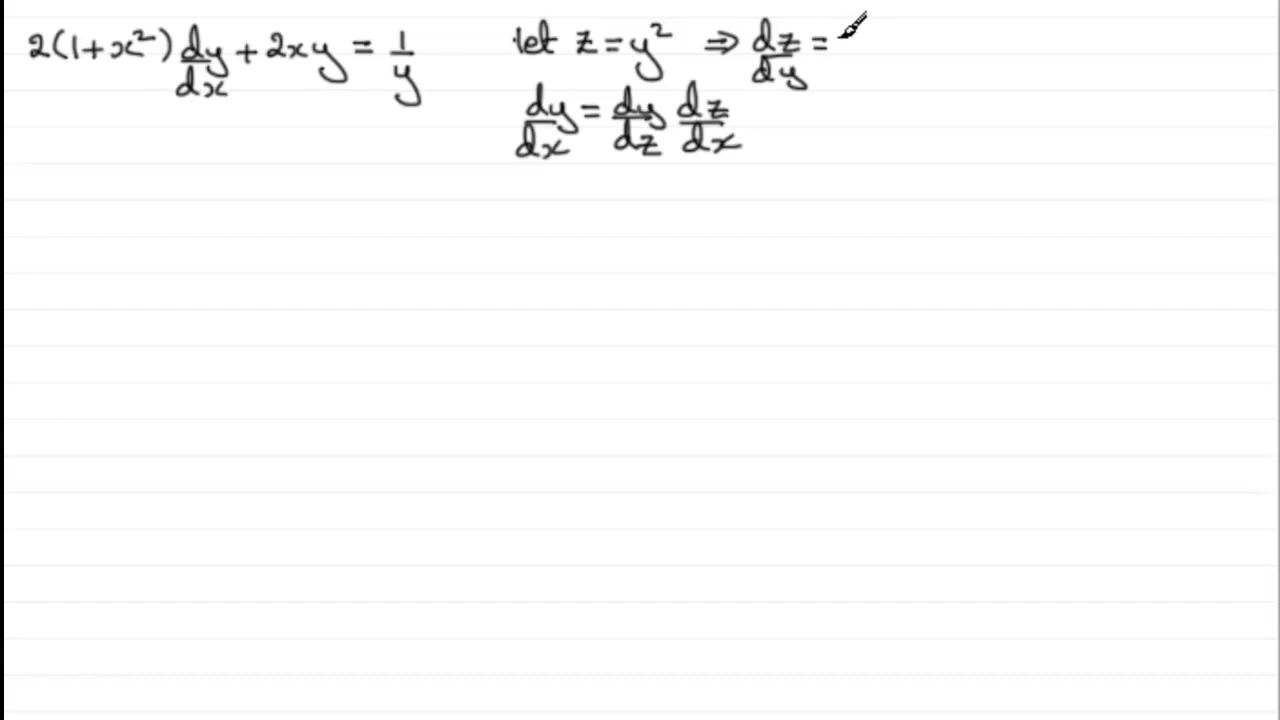 2(1+x²) dy/dx + 2xy = 1/y
let z = y² ⇒ dz/dy =
dy/dx = dy/dz dz/dx